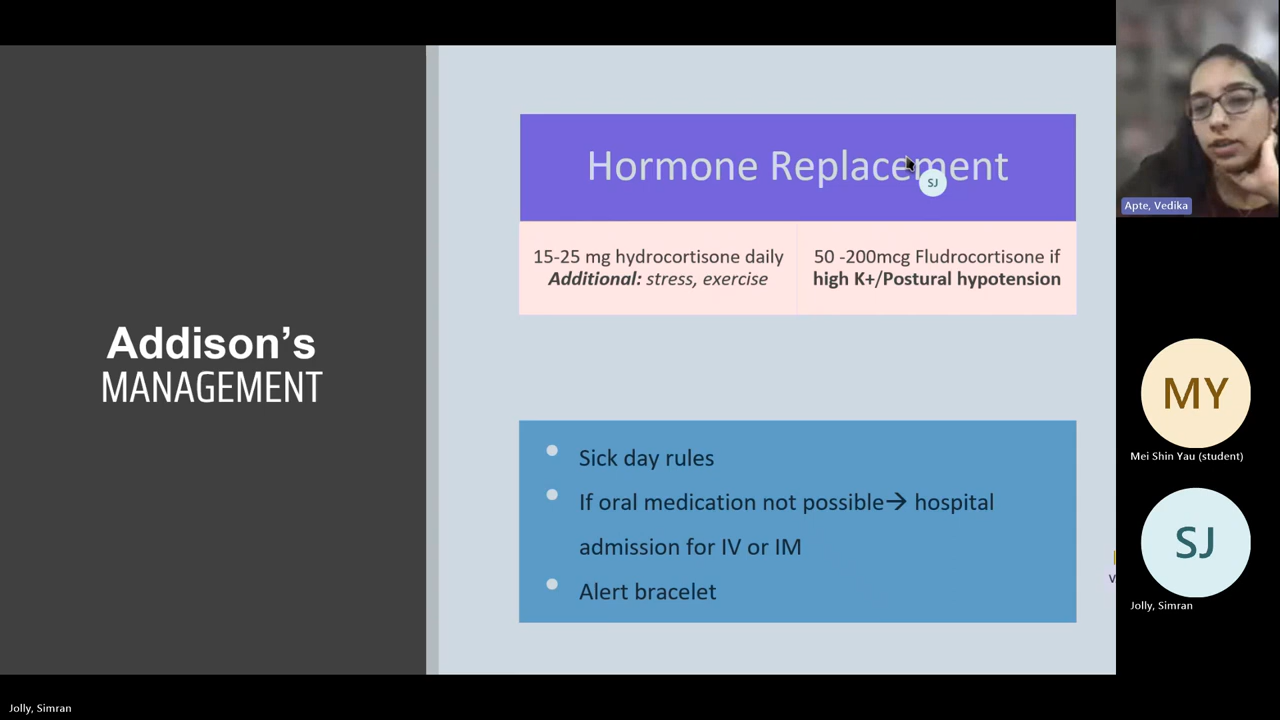 Addison's
MANAGEMENT
Hormone Replacement
SJ
15-25 mg hydrocortisone daily
Additional: stress, exercise
50 -200mcg Fludrocortisone if
high K+/Postural hypotension
Sick day rules
If oral medication not possible→ hospital
admission for IV or IM
Alert bracelet
V
Apte, Vedika
MY
Mei Shin Yau (student)
SJ
Jolly, Simran
Jolly, Simran